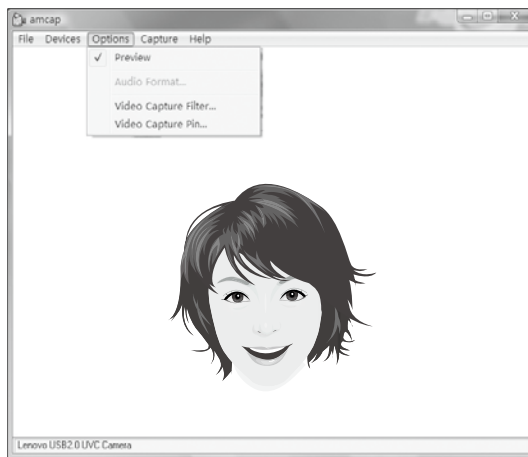 amcap
File Devices Options Capture Help
✓ Preview
Audio Format...
Video Capture Filter...
Video Capture Pin...
Lenovo USB2.0 UVC Camera